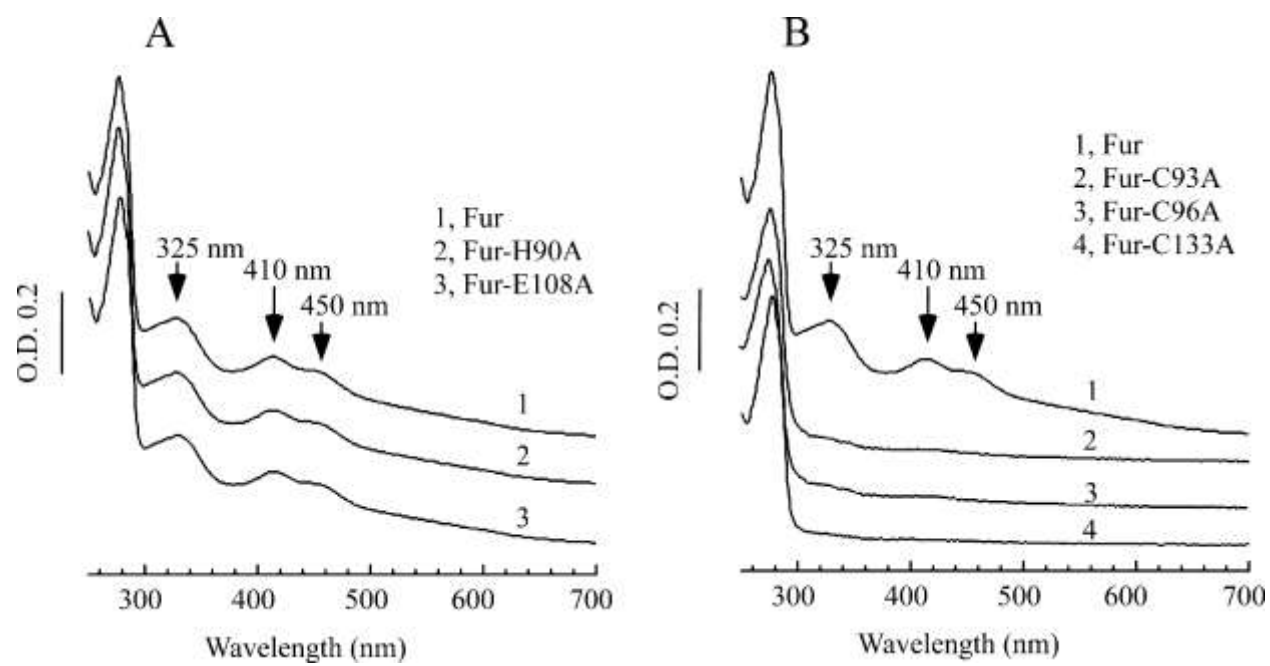 A
O.D. 0.2
325 nm
410 nm
450 nm
1, Fur
2, Fur-H90A
3, Fur-E108A
1
2
3
300 400 500 600 700
Wavelength (nm)
B
O.D. 0.2
325 nm
410 nm
450 nm
1, Fur
2, Fur-C93A
3, Fur-C96A
4, Fur-C133A
1
2
3
4
300 400 500 600 700
Wavelength (nm)